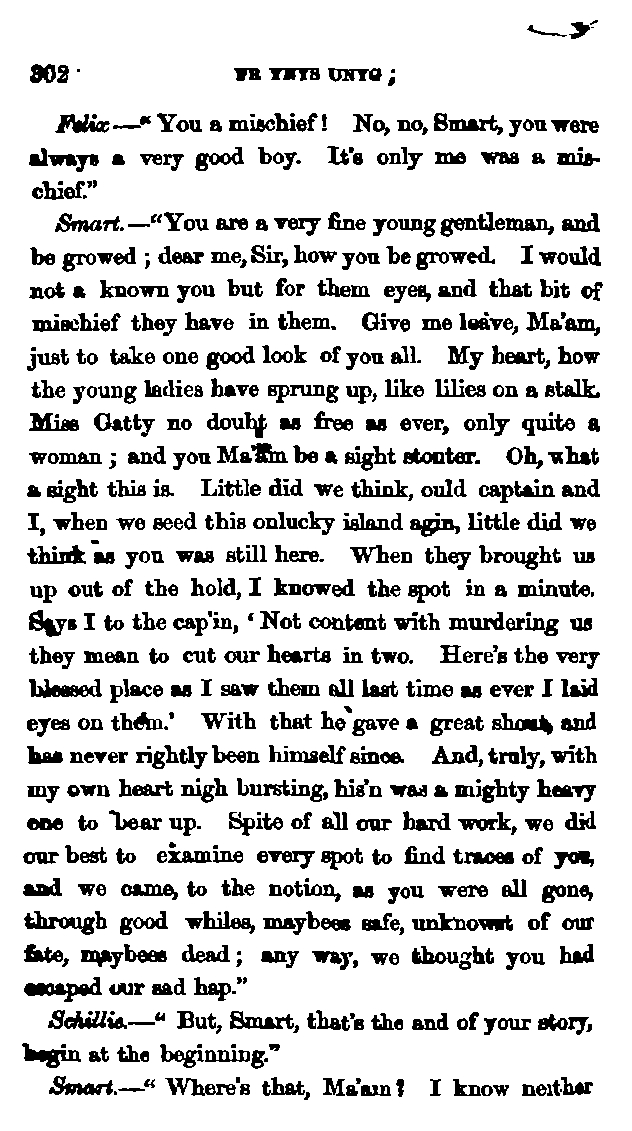 302
Felix—“ You a mischief! No, no, Smart, you were
always a very good boy. It's only me was a mis-
chief.”
Smart.—“You are a very fine young gentleman, and
be growed ; dear me, Sir, how you be growed. I would
not a known you but for them eyes, and that bit of
mischief they have in them. Give me leave, Ma'am,
just to take one good look of you all. My heart, how
the young ladies have sprung up, like lilies on a stalk.
Miss Gatty no doubt as free as ever, only quite a
woman ; and you Ma'am be a sight stouter. Oh, what
a sight this is. Little did we think, ould captain and
I, when we seed this onlucky island agin, little did we
think as you was still here. When they brought us
up out of the hold, I knowed the spot in a minute.
Says I to the cap'in, ‘ Not content with murdering us
they mean to cut our hearts in two. Here's the very
blessed place as I saw them all last time as ever I laid
eyes on them.’ With that he gave a great shout, and
has never rightly been himself since. And, truly, with
my own heart nigh bursting, his'n was a mighty heavy
one to bear up. Spite of all our hard work, we did
our best to examine every spot to find traces of you,
and we came, to the notion, as you were all gone,
through good whiles, maybees safe, unknownt of our
fate, maybees dead ; any way, we thought you had
escaped our sad hap.”
Schillie.—“ But, Smart, that's the and of your story,
begin at the beginning.”
Smart.—“ Where's that, Ma'am? I know neither